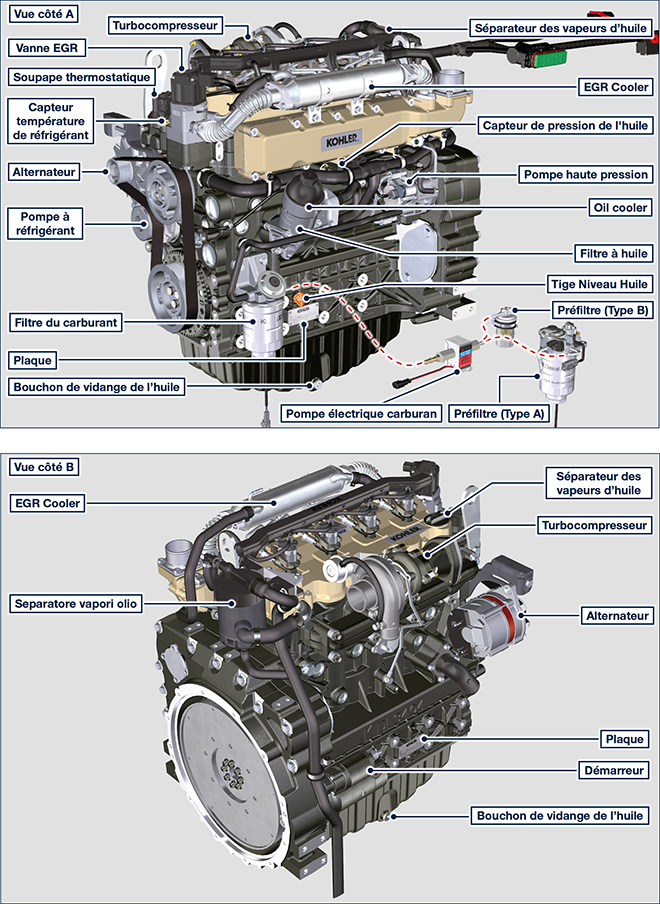 Vue côté A
Turbocompresseur
Séparateur des vapeurs d'huile
Vanne EGR
Soupape thermostatique
EGR Cooler
Capteur
température
de réfrigérant
Capteur de pression de l'huile
KOHLER
Alternateur
Pompe haute pression
Pompe à
réfrigérant
Oil cooler
Filtre à huile
Tige Niveau Huile
Préfiltre (Type B)
Filtre du carburant
Plaque
Bouchon de vidange de l'huile
Pompe électrique carburan
Préfiltre (Type A)
Vue côté B
EGR Cooler
Séparateur des
vapeurs d'huile
Turbocompresseur
KOHLER
Separatore vapori olio
Alternateur
Plaque
Démarreur
Bouchon de vidange de l'huile